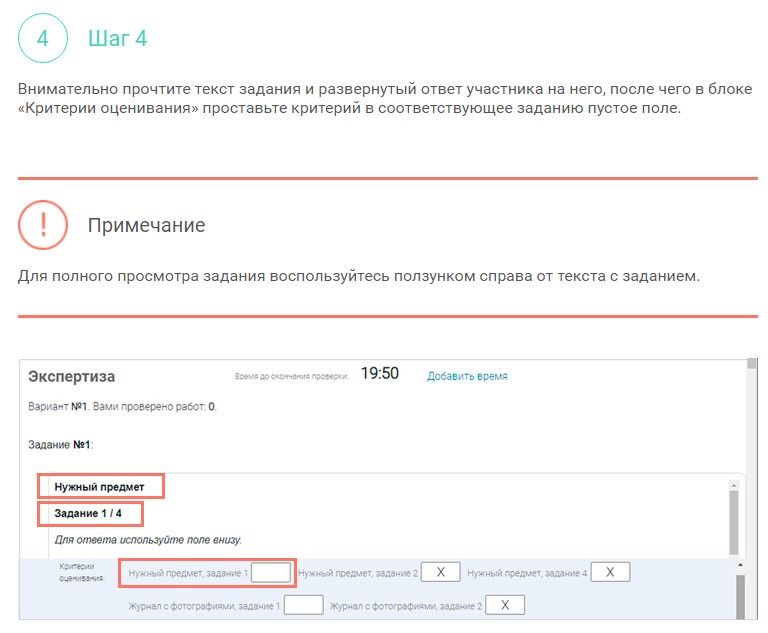 4 Шаг 4
Внимательно прочтите текст задания и развернутый ответ участника на него, после чего в блоке
«Критерии оценивания» проставьте критерий в соответствующее заданию пустое поле.
! Примечание
Для полного просмотра задания воспользуйтесь ползунком справа от текста с заданием.
Экспертиза Время до окончания проверки: 19:50 Добавить время
Вариант №1. Вами проверено работ: 0.
Задание №1:
Нужный предмет
Задание 1 / 4
Для ответа используйте поле внизу.
Критерии
оценивания:
Нужный предмет, задание 1 Нужный предмет, задание 2 X Нужный предмет, задание 4 X
Журнал с фотографиями, задание 1 Журнал с фотографиями, задание 2 X